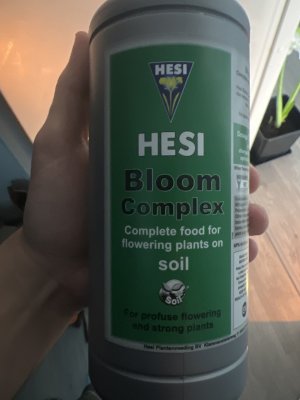 HESI
HESI
Bloom
Complex
Complete food for
flowering plants on
soil
Soil
For profuse flowering
and strong plants
Hesi Plantenvoeding BV